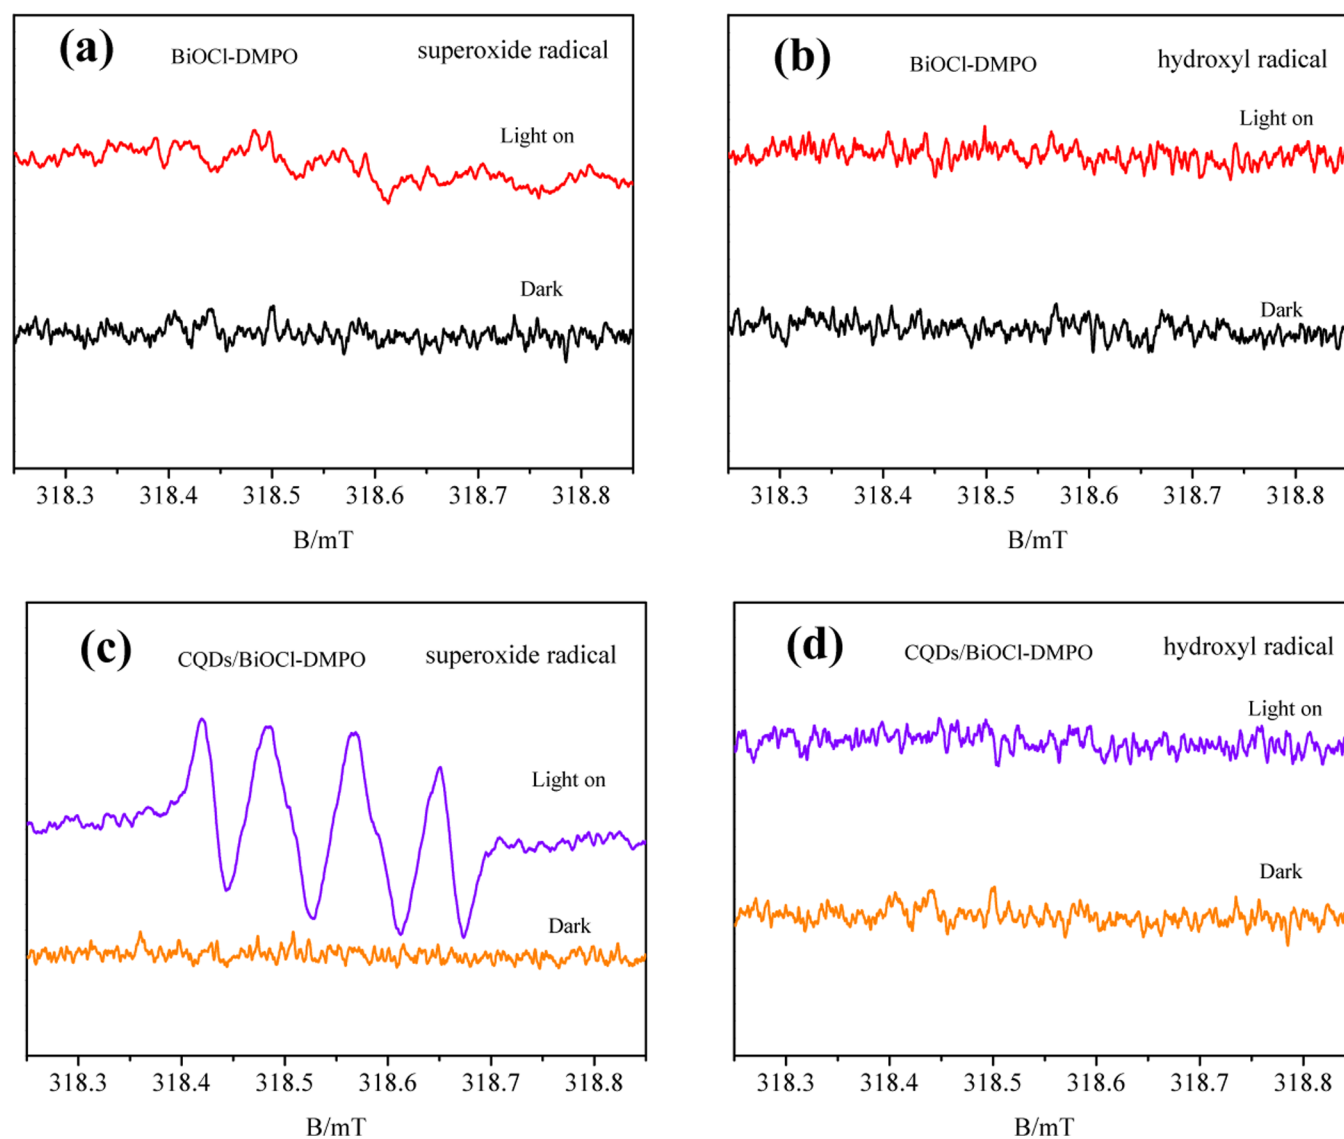 (a)
BiOCl-DMPO
superoxide radical
Light on
Dark
318.3 318.4 318.5 318.6 318.7 318.8
B/mT
(b)
BiOCl-DMPO
hydroxyl radical
Light on
Dark
318.3 318.4 318.5 318.6 318.7 318.8
B/mT
(c)
CQDs/BiOCl-DMPO
superoxide radical
Light on
Dark
318.3 318.4 318.5 318.6 318.7 318.8
B/mT
(d)
CQDs/BiOCl-DMPO
hydroxyl radical
Light on
Dark
318.3 318.4 318.5 318.6 318.7 318.8
B/mT